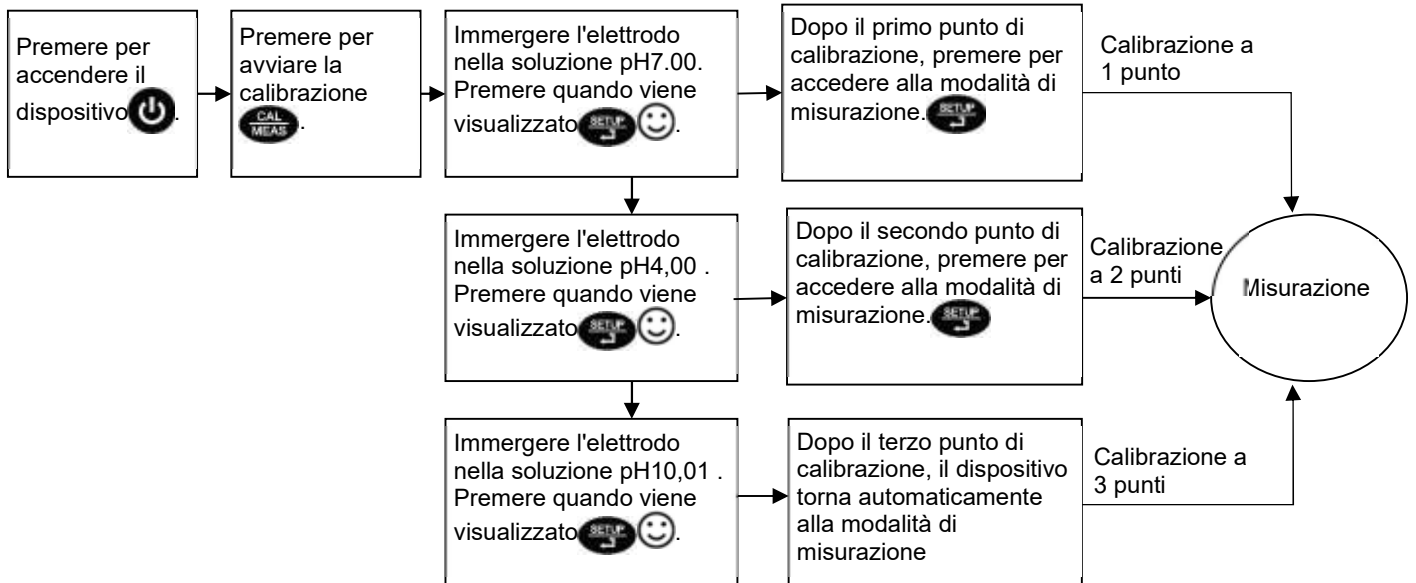 Premere per
accendere il
dispositivo.
Premere per
avviare la
calibrazione
CAL
MEAS.
Immergere l'elettrodo
nella soluzione pH7.00.
Premere quando viene
visualizzato SETUP.
Dopo il primo punto di
calibrazione, premere per
accedere alla modalità di
misurazione. SETUP
Calibrazione a
1 punto
Immergere l'elettrodo
nella soluzione pH4,00 .
Premere quando viene
visualizzato SETUP.
Dopo il secondo punto di
calibrazione, premere per
accedere alla modalità di
misurazione. SETUP
Calibrazione
a 2 punti
Misurazione
Immergere l'elettrodo
nella soluzione pH10,01 .
Premere quando viene
visualizzato SETUP.
Dopo il terzo punto di
calibrazione, il dispositivo
torna automaticamente
alla modalità di
misurazione
Calibrazione a
3 punti